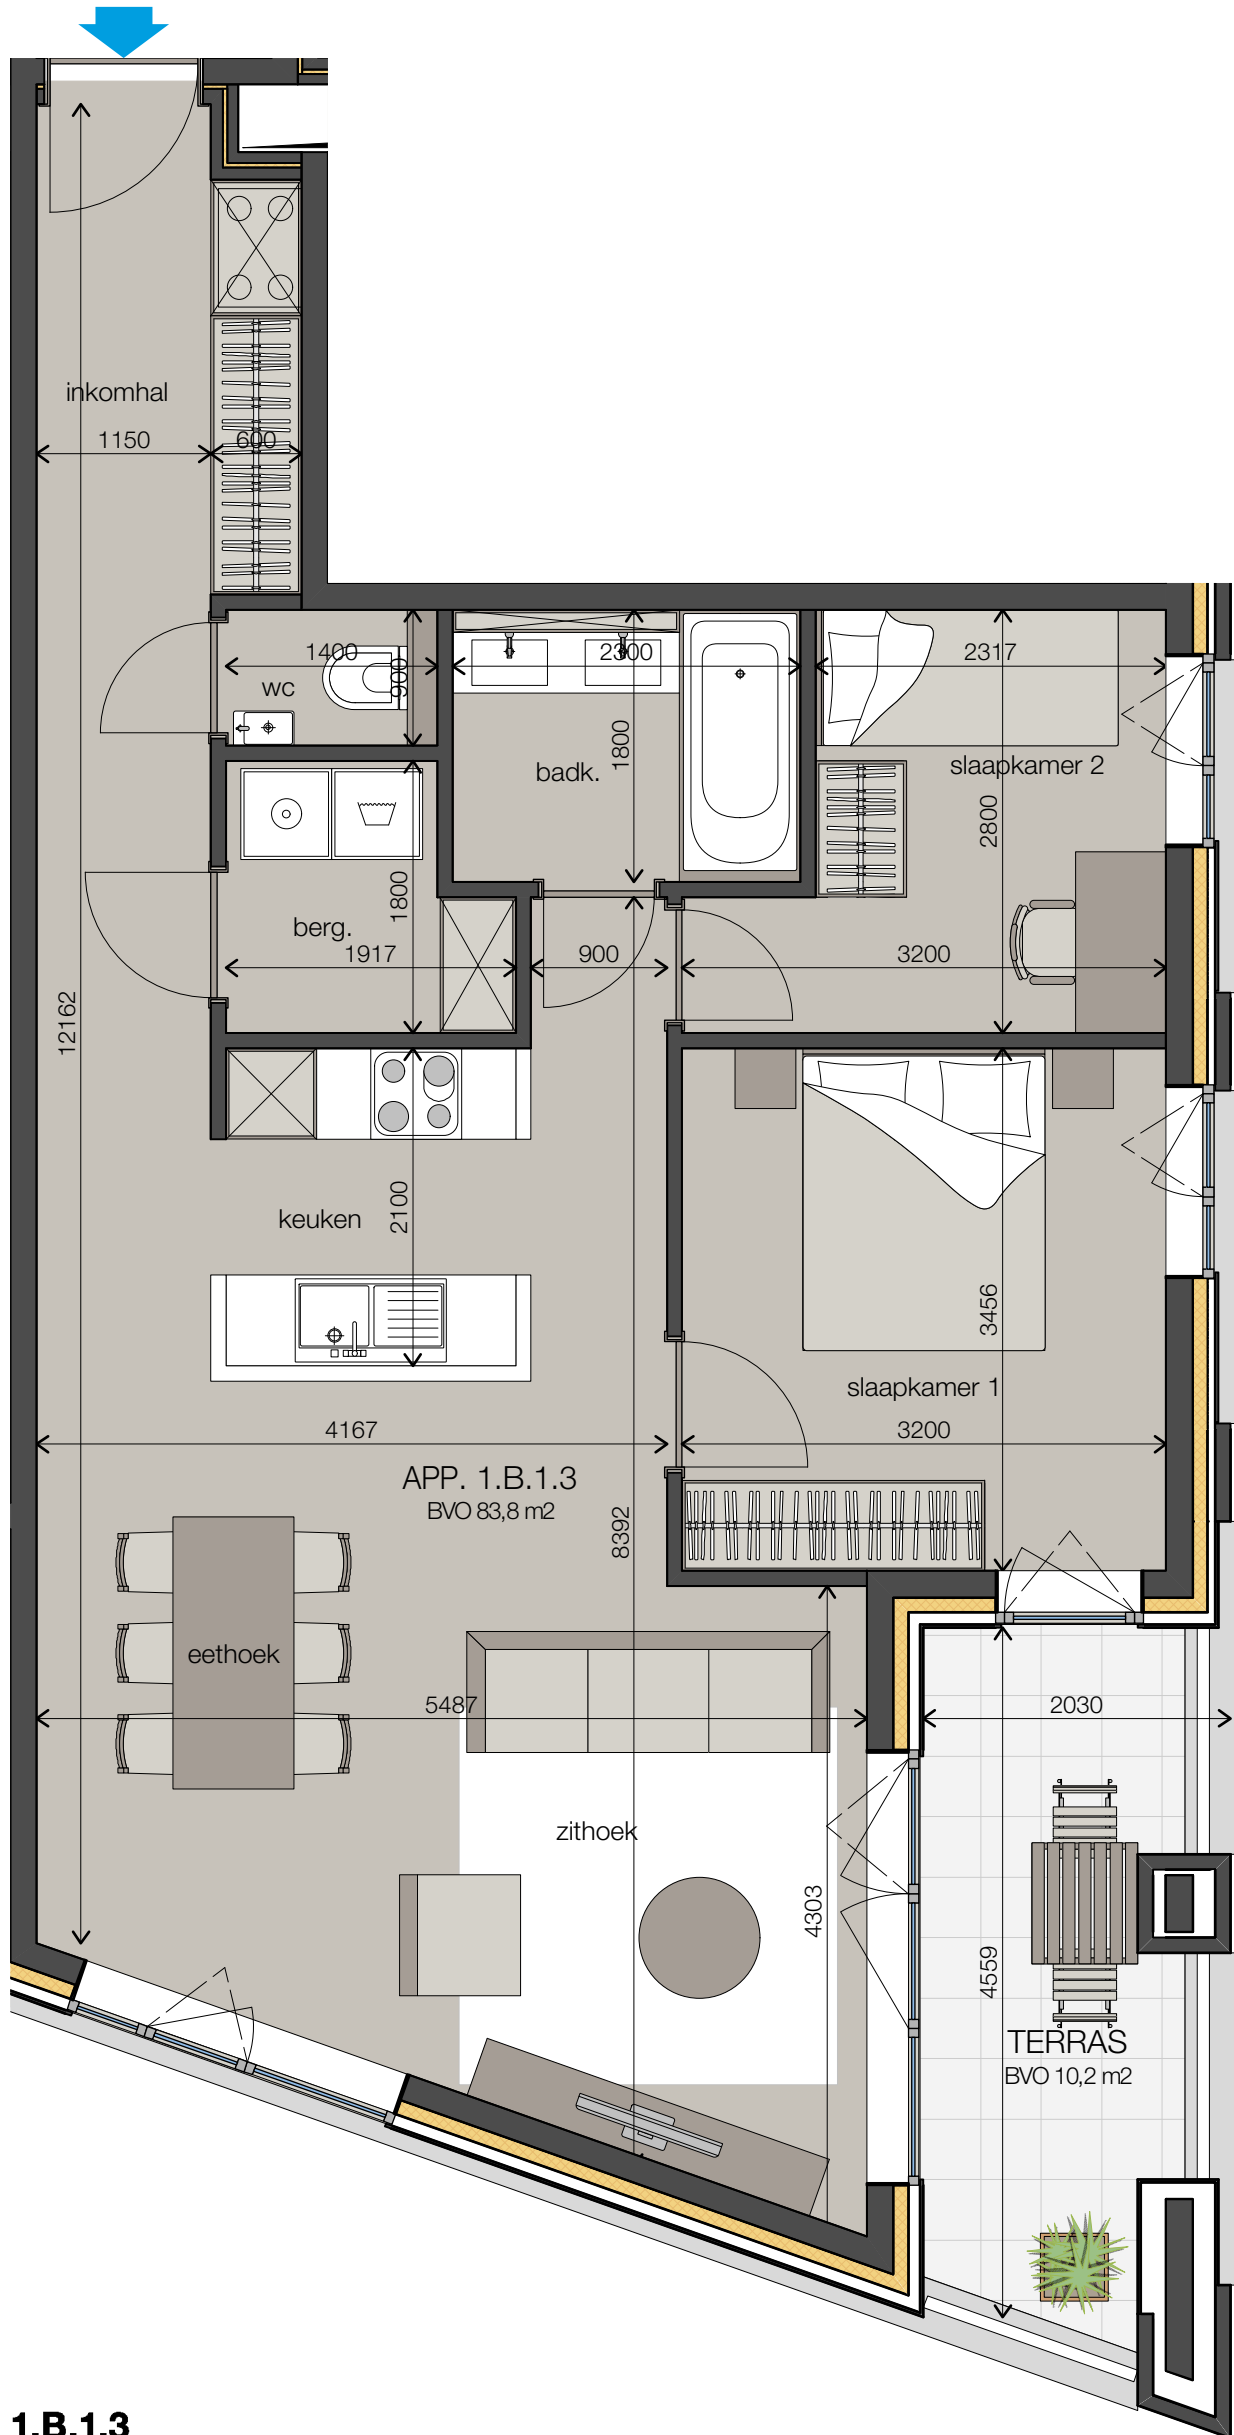 inkomhal
1150
600
1400
900
wc
2300
1800
badk.
2317
slaapkamer 2
2800
1800
berg.
1917
900
3200
12162
keuken
2100
3456
slaapkamer 1
4167
3200
APP. 1.B.1.3
BVO 83,8 m2
8392
eethoek
5487
2030
zithoek
4303
4559
TERRAS
BVO 10,2 m2
1.B.1.3